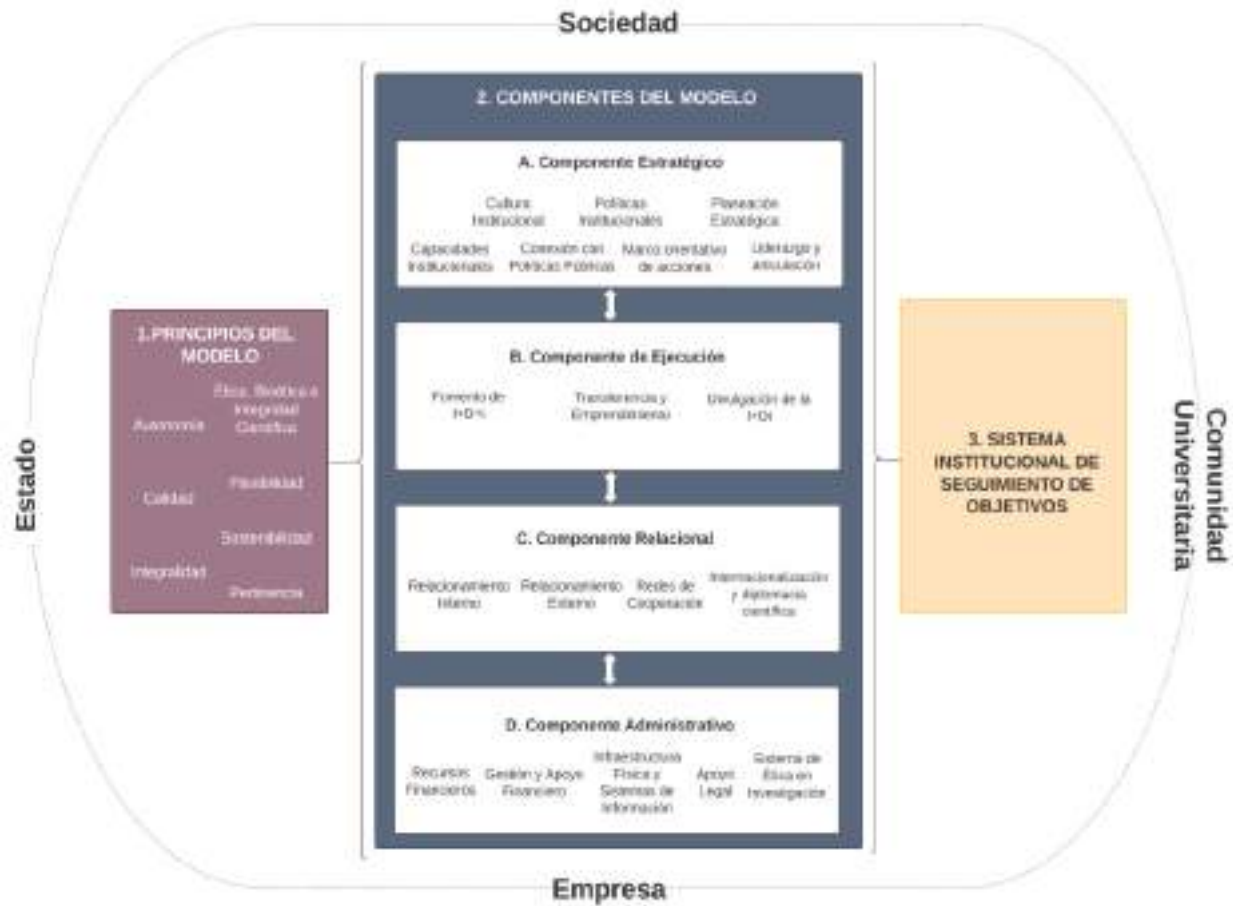 Sociedad
2. COMPONENTES DEL MODELO
A. Componente Estratégico
Cultura
Institucional
Políticas
Institucionales
Planeación
Estratégica
Capacidades
Institucionales
Conexión con
Políticas Públicas
Marco orientativo
de acciones
Liderazgo y
articulación
B. Componente de Ejecución
Fomento de
I+D+i
Transferencia y
Emprendimiento
Divulgación de la
I+D+i
C. Componente Relacional
Relacionamiento
Interno
Relacionamiento
Externo
Redes de
Cooperación
Internacionalización
y diplomacia
científica
D. Componente Administrativo
Recursos
Financieros
Gestión y Apoyo
Financiero
Infraestructura
Física y
Sistemas de
Información
Apoyo
Legal
Sistema de
Ética en
Investigación
1.PRINCIPIOS DEL
MODELO
Ética, Bioética e
Integridad
Científica
Autonomía
Flexibilidad
Calidad
Sostenibilidad
Integralidad
Pertinencia
3. SISTEMA
INSTITUCIONAL DE
SEGUIMIENTO DE
OBJETIVOS
Estado
Comunidad
Universitaria
Empresa